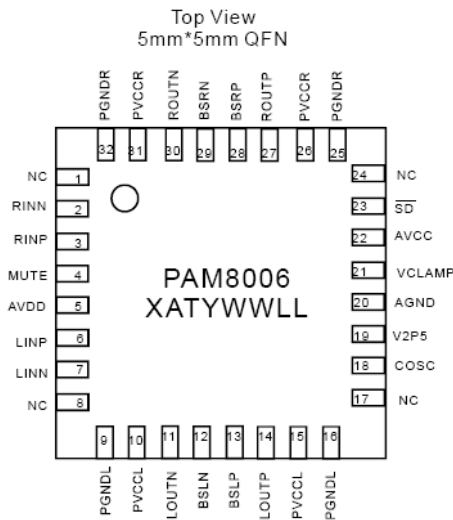 Top View
5mm*5mm QFN
PGNDR PVCCR ROUTN BSRN BSRP ROUTP PVCCR PGNDR
32 31 30 29 28 27 26 25
NC 1
RINN 2
RINP 3
MUTE 4
AVDD 5
LINP 6
LINN 7
NC 8
PAM8006
XATYWWLL
24 NC
23 SD
22 AVCC
21 VCLAMP
20 AGND
19 V2P5
18 COSC
17 NC
9 10 11 12 13 14 15 16
PGNDL PVCCL LOUTN BSLN BSLP LOUTP PVCCL PGNDL